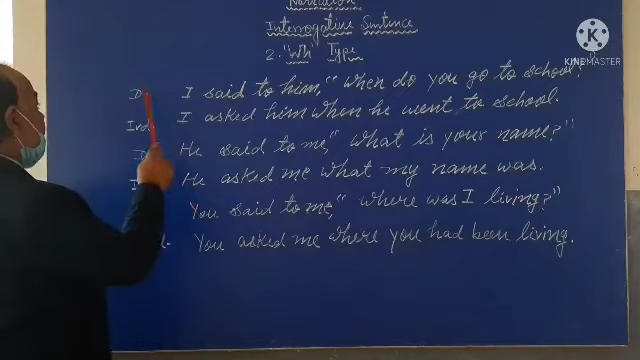 Narration
Interrogative Sentence
2. "Wh" Type
D I said to him, "When do you go to school?
Ind. I asked him when he went to school.
D He said to me, "What is your name?"
I He asked me what my name was.
You said to me, "Where was I living?"
You asked me where you had been living.
KINEMASTER